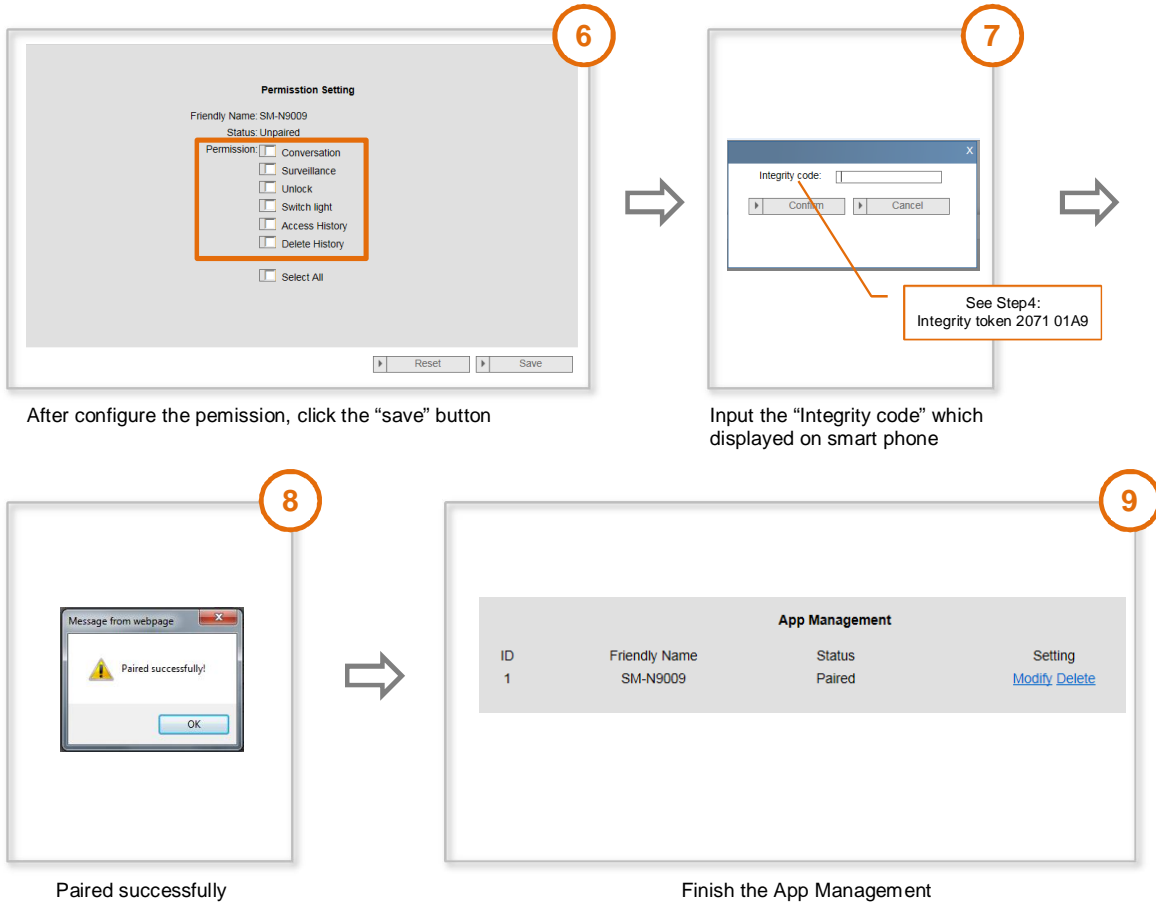 6
Permisstion Setting
Friendly Name: SM-N9009
Status: Unpaired
Permission:
Conversation
Surveillance
Unlock
Switch light
Access History
Delete History
Select All
Reset
Save
After configure the pemission, click the “save” button
7
X
Integrity code:
Confirm
Cancel
See Step4:
Integrity token 2071 01A9
Input the “Integrity code” which
displayed on smart phone
8
Message from webpage
x
Paired successfully!
OK
Paired successfully
9
App Management
ID Friendly Name Status Setting
1 SM-N9009 Paired Modify Delete
Finish the App Management